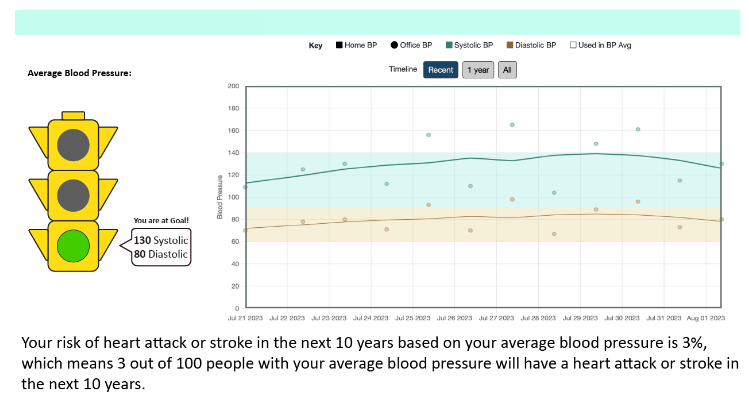 Key Home BP Office BP Systolic BP Diastolic BP Used in BP Avg
Timeline Recent 1 year All
Average Blood Pressure:
You are at Goal!
130 Systolic
80 Diastolic
Blood Pressure
200
180
160
140
120
100
80
60
40
20
0
Jul 21 2023 Jul 22 2023 Jul 23 2023 Jul 24 2023 Jul 25 2023 Jul 26 2023 Jul 27 2023 Jul 28 2023 Jul 29 2023 Jul 30 2023 Jul 31 2023 Aug 01 2023
Your risk of heart attack or stroke in the next 10 years based on your average blood pressure is 3%,
which means 3 out of 100 people with your average blood pressure will have a heart attack or stroke in
the next 10 years.